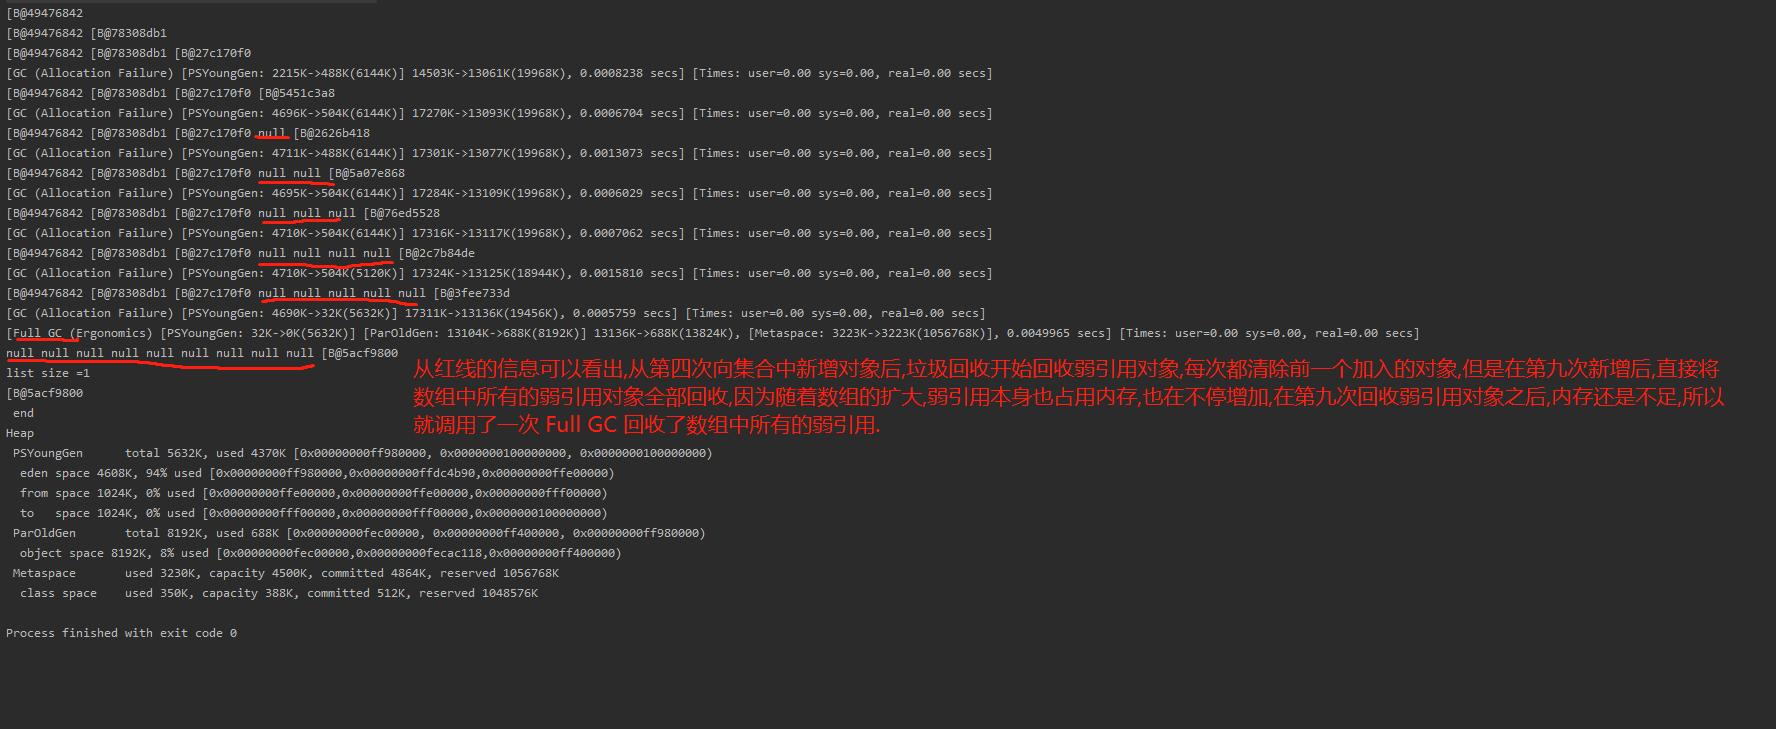 [B@49476842
[B@49476842 [B@78308db1
[B@49476842 [B@78308db1 [B@27c170f0
[GC (Allocation Failure) [PSYoungGen: 2215K->488K(6144K)] 14503K->13061K(19968K), 0.0008238 secs] [Times: user=0.00 sys=0.00, real=0.00 secs]
[B@49476842 [B@78308db1 [B@27c170f0 [B@5451c3a8
[GC (Allocation Failure) [PSYoungGen: 4696K->504K(6144K)] 17270K->13093K(19968K), 0.0006704 secs] [Times: user=0.00 sys=0.00, real=0.00 secs]
[B@49476842 [B@78308db1 [B@27c170f0 null [B@2626b418
[GC (Allocation Failure) [PSYoungGen: 4711K->488K(6144K)] 17301K->13077K(19968K), 0.0013073 secs] [Times: user=0.00 sys=0.00, real=0.00 secs]
[B@49476842 [B@78308db1 [B@27c170f0 null null [B@5a07e868
[GC (Allocation Failure) [PSYoungGen: 4695K->504K(6144K)] 17284K->13109K(19968K), 0.0006029 secs] [Times: user=0.00 sys=0.00, real=0.00 secs]
[B@49476842 [B@78308db1 [B@27c170f0 null null null [B@76ed5528
[GC (Allocation Failure) [PSYoungGen: 4710K->504K(6144K)] 17316K->13117K(19968K), 0.0007062 secs] [Times: user=0.00 sys=0.00, real=0.00 secs]
[B@49476842 [B@78308db1 [B@27c170f0 null null null null [B@2c7b84de
[GC (Allocation Failure) [PSYoungGen: 4710K->504K(5120K)] 17324K->13125K(18944K), 0.0015810 secs] [Times: user=0.00 sys=0.00, real=0.00 secs]
[B@49476842 [B@78308db1 [B@27c170f0 null null null null null [B@3fee733d
[GC (Allocation Failure) [PSYoungGen: 4690K->32K(5632K)] 17311K->13136K(19456K), 0.0005759 secs] [Times: user=0.00 sys=0.00, real=0.00 secs]
[Full GC (Ergonomics) [PSYoungGen: 32K->0K(5632K)] [ParOldGen: 13104K->688K(8192K)] 13136K->688K(13824K), [Metaspace: 3223K->3223K(1056768K)], 0.0049965 secs] [Times: user=0.00 sys=0.00, real=0.00 secs]
null null null null null null null null null [B@5acf9800
list size =1
[B@5acf9800
end
从红线的信息可以看出,从第四次向集合中新增对象后,垃圾回收开始回收弱引用对象,每次都清除前一个加入的对象,但是在第九次新增后,直接将
数组中所有的弱引用对象全部回收,因为随着数组的扩大,弱引用本身也占用内存,也在不停增加,在第九次回收弱引用对象之后,内存还是不足,所以
就调用了一次 Full GC 回收了数组中所有的弱引用.
Heap
PSYoungGen total 5632K, used 4370K [0x00000000ff980000, 0x0000000100000000, 0x0000000100000000)
eden space 4608K, 94% used [0x00000000ff980000,0x00000000ffdc4b90,0x00000000ffe00000)
from space 1024K, 0% used [0x00000000ffe00000,0x00000000ffe00000,0x00000000fff00000)
to space 1024K, 0% used [0x00000000fff00000,0x00000000fff00000,0x0000000100000000)
ParOldGen total 8192K, used 688K [0x00000000fec00000, 0x00000000ff400000, 0x00000000ff980000)
object space 8192K, 8% used [0x00000000fec00000,0x00000000fecac118,0x00000000ff400000)
Metaspace used 3230K, capacity 4500K, committed 4864K, reserved 1056768K
class space used 350K, capacity 388K, committed 512K, reserved 1048576K
Process finished with exit code 0